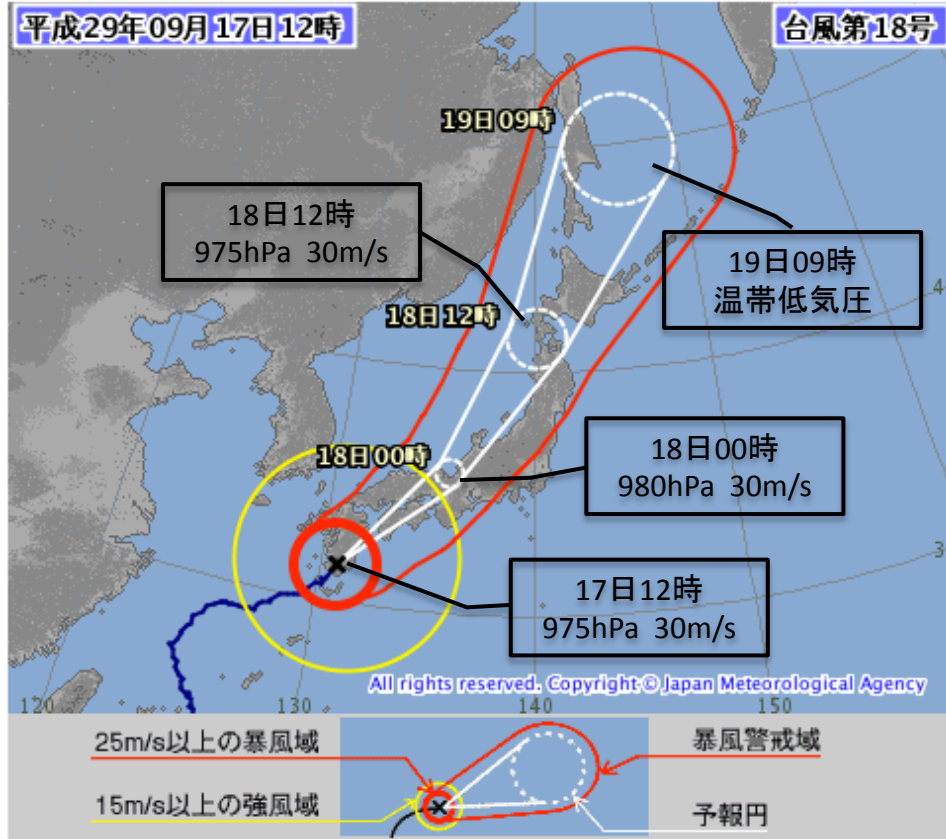 平成29年09月17日12時
台風第18号
19日09時
18日12時
975hPa 30m/s
19日09時
温帯低気圧
18日12時
18日00時
18日00時
980hPa 30m/s
17日12時
975hPa 30m/s
All rights reserved. Copyright © Japan Meteorological Agency
120
130
140
150
4
3
25m/s以上の暴風域
暴風警戒域
15m/s以上の強風域
予報円